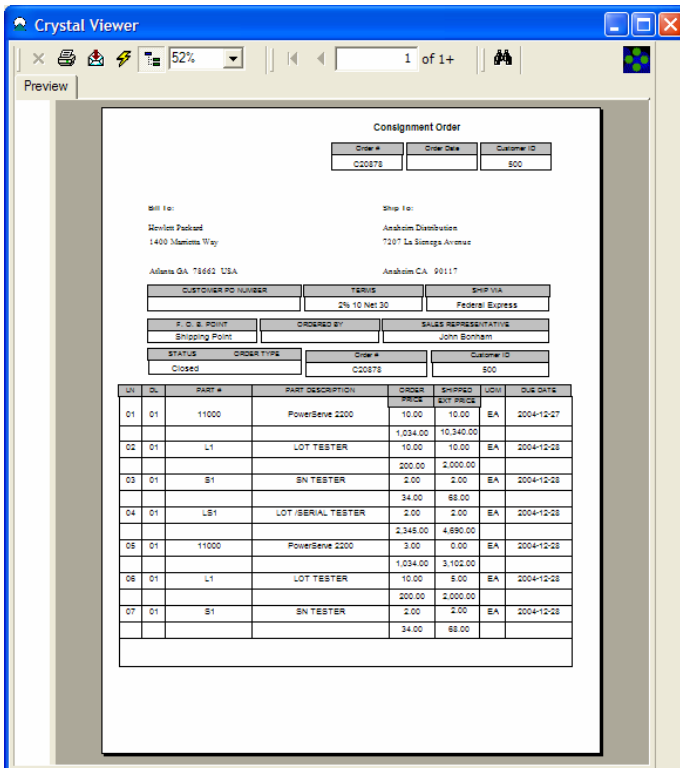 Crystal Viewer
52% 1 of 1+
Preview
Consignment Order
Order # Order Date Customer ID
C20878 500
Bill To: Ship To:
Hewlett Packard Anaheim Distribution
1400 Marrietta Way 7207 La Sienega Avenue
Atlanta GA 78662 USA Anaheim CA 90117
CUSTOMER PO NUMBER TERMS SHIP VIA
2% 10 Net 30 Federal Express
F. O. B. POINT ORDERED BY SALES REPRESENTATIVE
Shipping Point John Bonham
STATUS ORDER TYPE Order # Customer ID
Closed C20878 500
LN DL PART # PART DESCRIPTION ORDER SHIPPED UOM DUE DATE
PRICE EXT PRICE
01 01 11000 PowerServe 2200 10.00 10.00 EA 2004-12-27
1,034.00 10,340.00
02 01 L1 LOT TESTER 10.00 10.00 EA 2004-12-28
200.00 2,000.00
03 01 S1 SN TESTER 2.00 2.00 EA 2004-12-28
34.00 68.00
04 01 LS1 LOT /SERIAL TESTER 2.00 2.00 EA 2004-12-28
2,345.00 4,690.00
05 01 11000 PowerServe 2200 3.00 0.00 EA 2004-12-28
1,034.00 3,102.00
06 01 L1 LOT TESTER 10.00 5.00 EA 2004-12-28
200.00 2,000.00
07 01 S1 SN TESTER 2.00 2.00 EA 2004-12-28
34.00 68.00